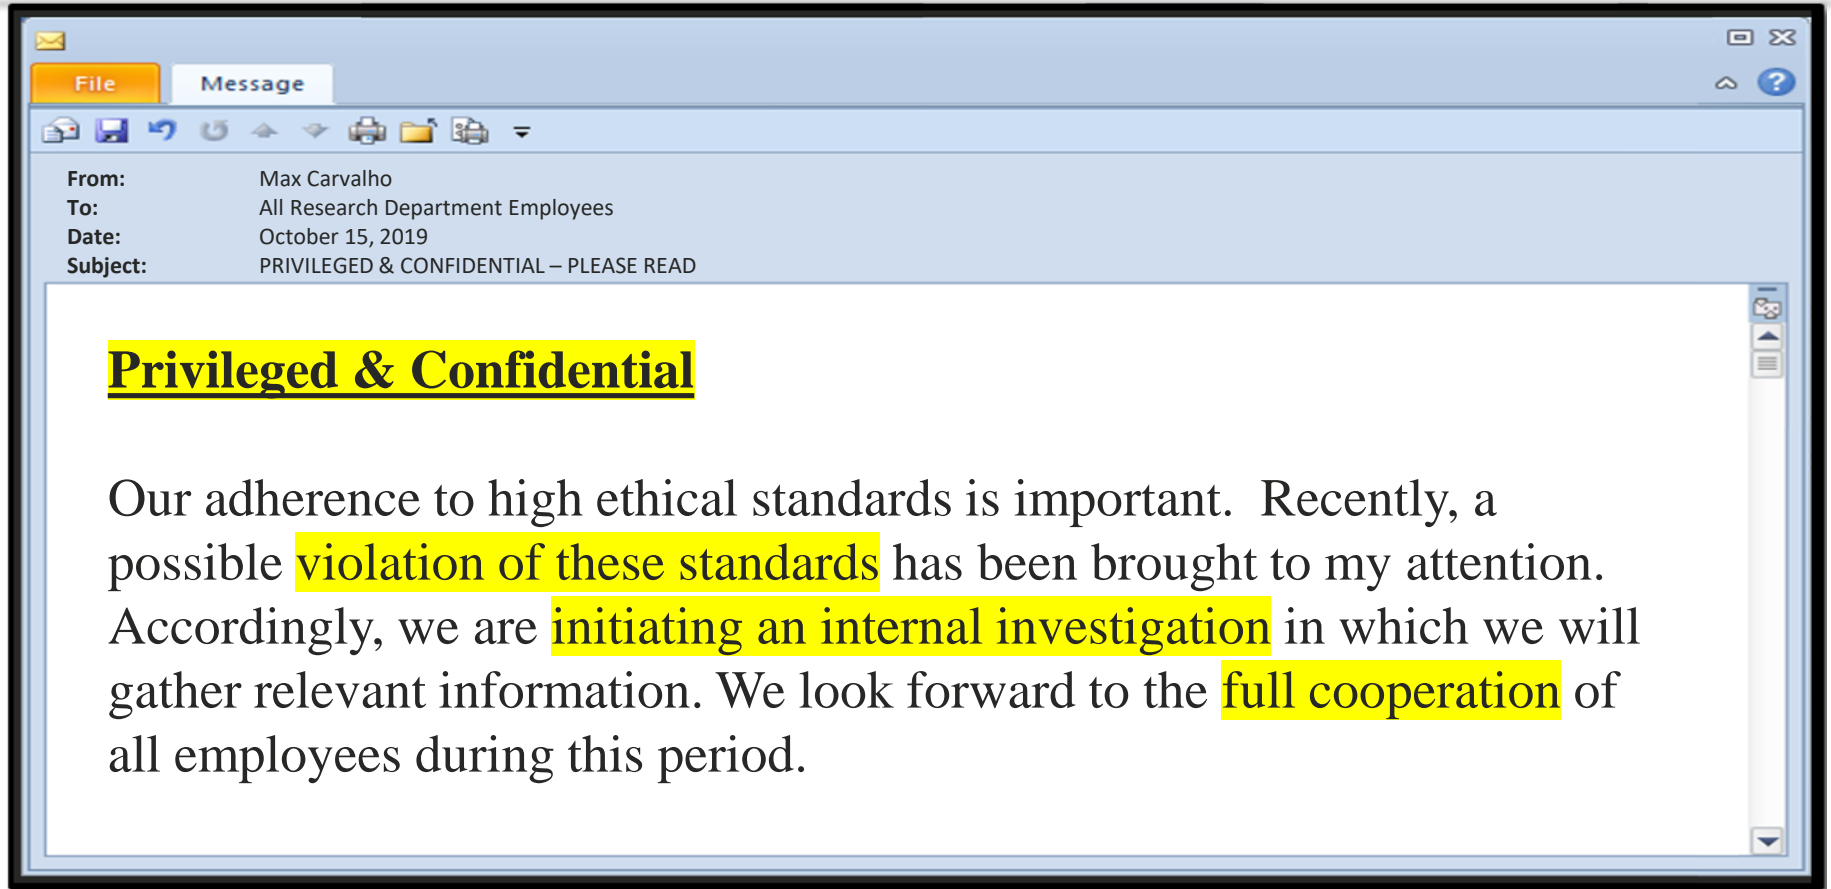 File Message
From: Max Carvalho
To: All Research Department Employees
Date: October 15, 2019
Subject: PRIVILEGED & CONFIDENTIAL – PLEASE READ
Privileged & Confidential
Our adherence to high ethical standards is important.  Recently, a
possible violation of these standards has been brought to my attention.
Accordingly, we are initiating an internal investigation in which we will
gather relevant information. We look forward to the full cooperation of
all employees during this period.